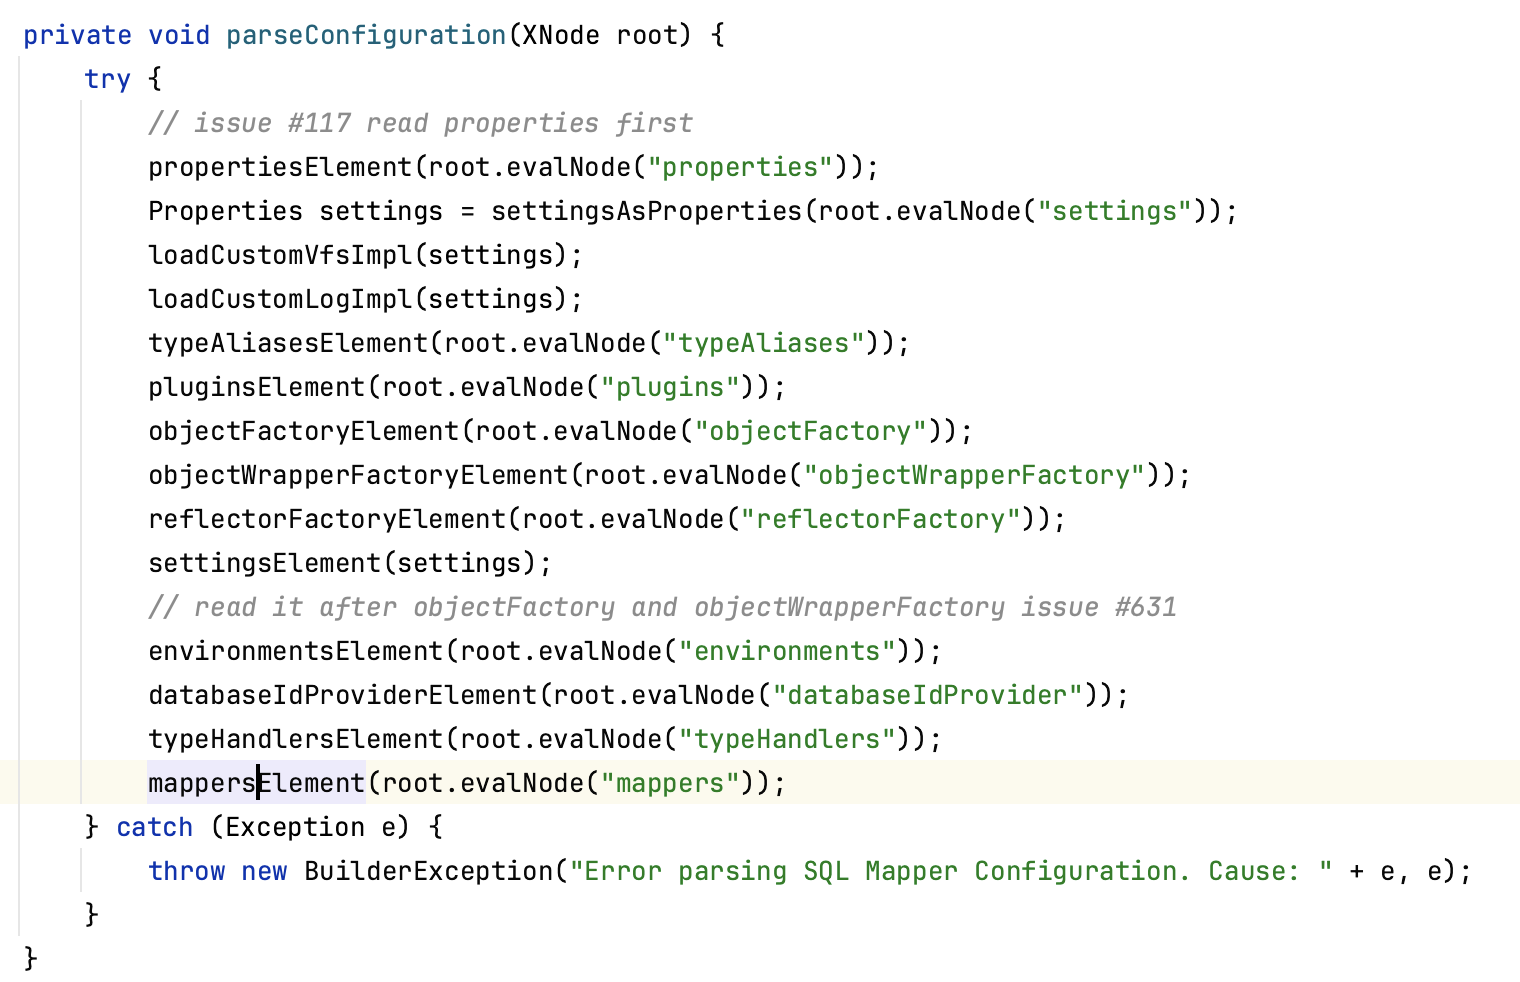 private void parseConfiguration(XNode root) {
    try {
        // issue #117 read properties first
        propertiesElement(root.evalNode("properties"));
        Properties settings = settingsAsProperties(root.evalNode("settings"));
        loadCustomVfsImpl(settings);
        loadCustomLogImpl(settings);
        typeAliasesElement(root.evalNode("typeAliases"));
        pluginsElement(root.evalNode("plugins"));
        objectFactoryElement(root.evalNode("objectFactory"));
        objectWrapperFactoryElement(root.evalNode("objectWrapperFactory"));
        reflectorFactoryElement(root.evalNode("reflectorFactory"));
        settingsElement(settings);
        // read it after objectFactory and objectWrapperFactory issue #631
        environmentsElement(root.evalNode("environments"));
        databaseIdProviderElement(root.evalNode("databaseIdProvider"));
        typeHandlersElement(root.evalNode("typeHandlers"));
        mappersElement(root.evalNode("mappers"));
    } catch (Exception e) {
        throw new BuilderException("Error parsing SQL Mapper Configuration. Cause: " + e, e);
    }
}